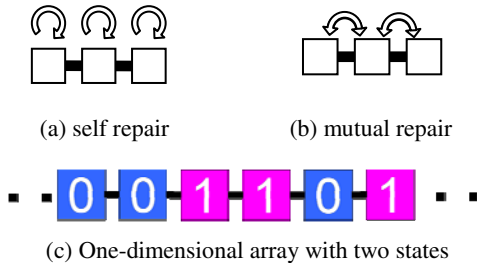 (a) self repair
(b) mutual repair
0 0 1 1 0 1
(c) One-dimensional array with two states